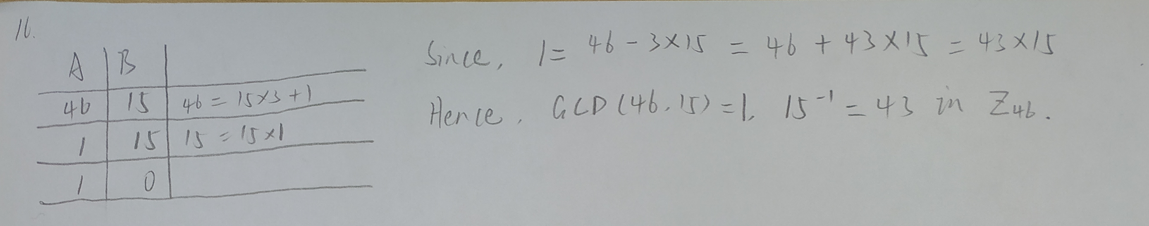 16.
A B
46 15 46 = 15×3+1
1 15 15 = 15×1
1 0
Since, 1 = 46 - 3×15 = 46 + 43×15 = 43×15
Hence, GCD(46,15)=1, 15⁻¹ = 43 in Z₄₆.